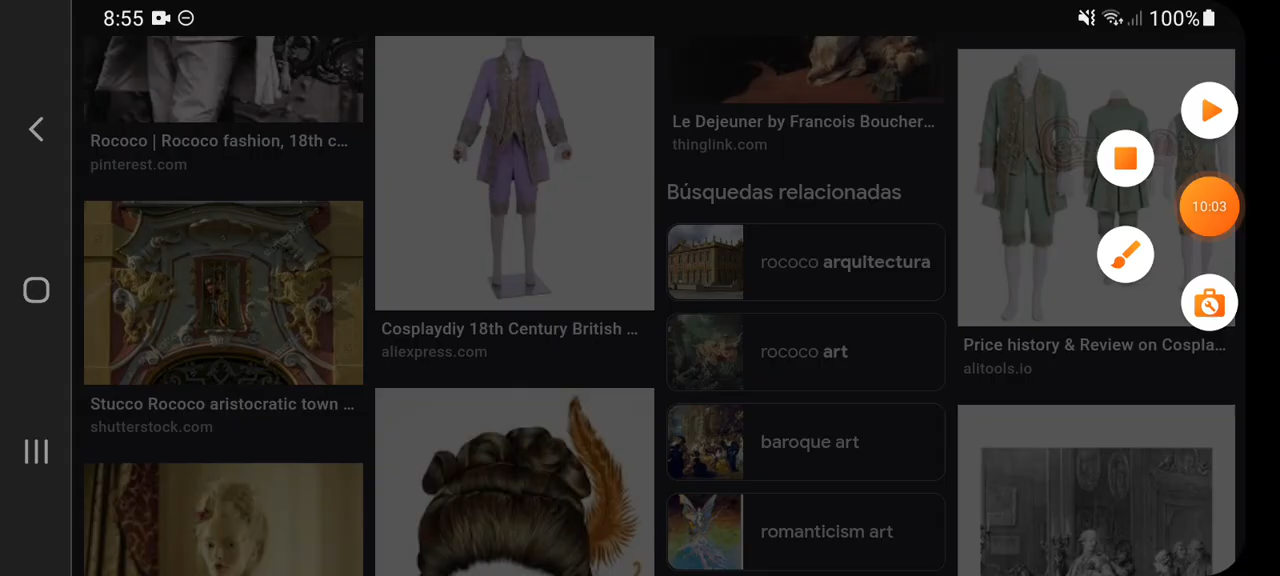 8:55
100%
Rococo | Rococo fashion, 18th c...
pinterest.com
Stucco Rococo aristocratic town ...
shutterstock.com
Cosplaydiy 18th Century British ...
aliexpress.com
Le Dejeuner by Francois Boucher...
thinglink.com
Búsquedas relacionadas
rococo arquitectura
rococo art
baroque art
romanticism art
Price history & Review on Cospla...
alitools.io
10:03